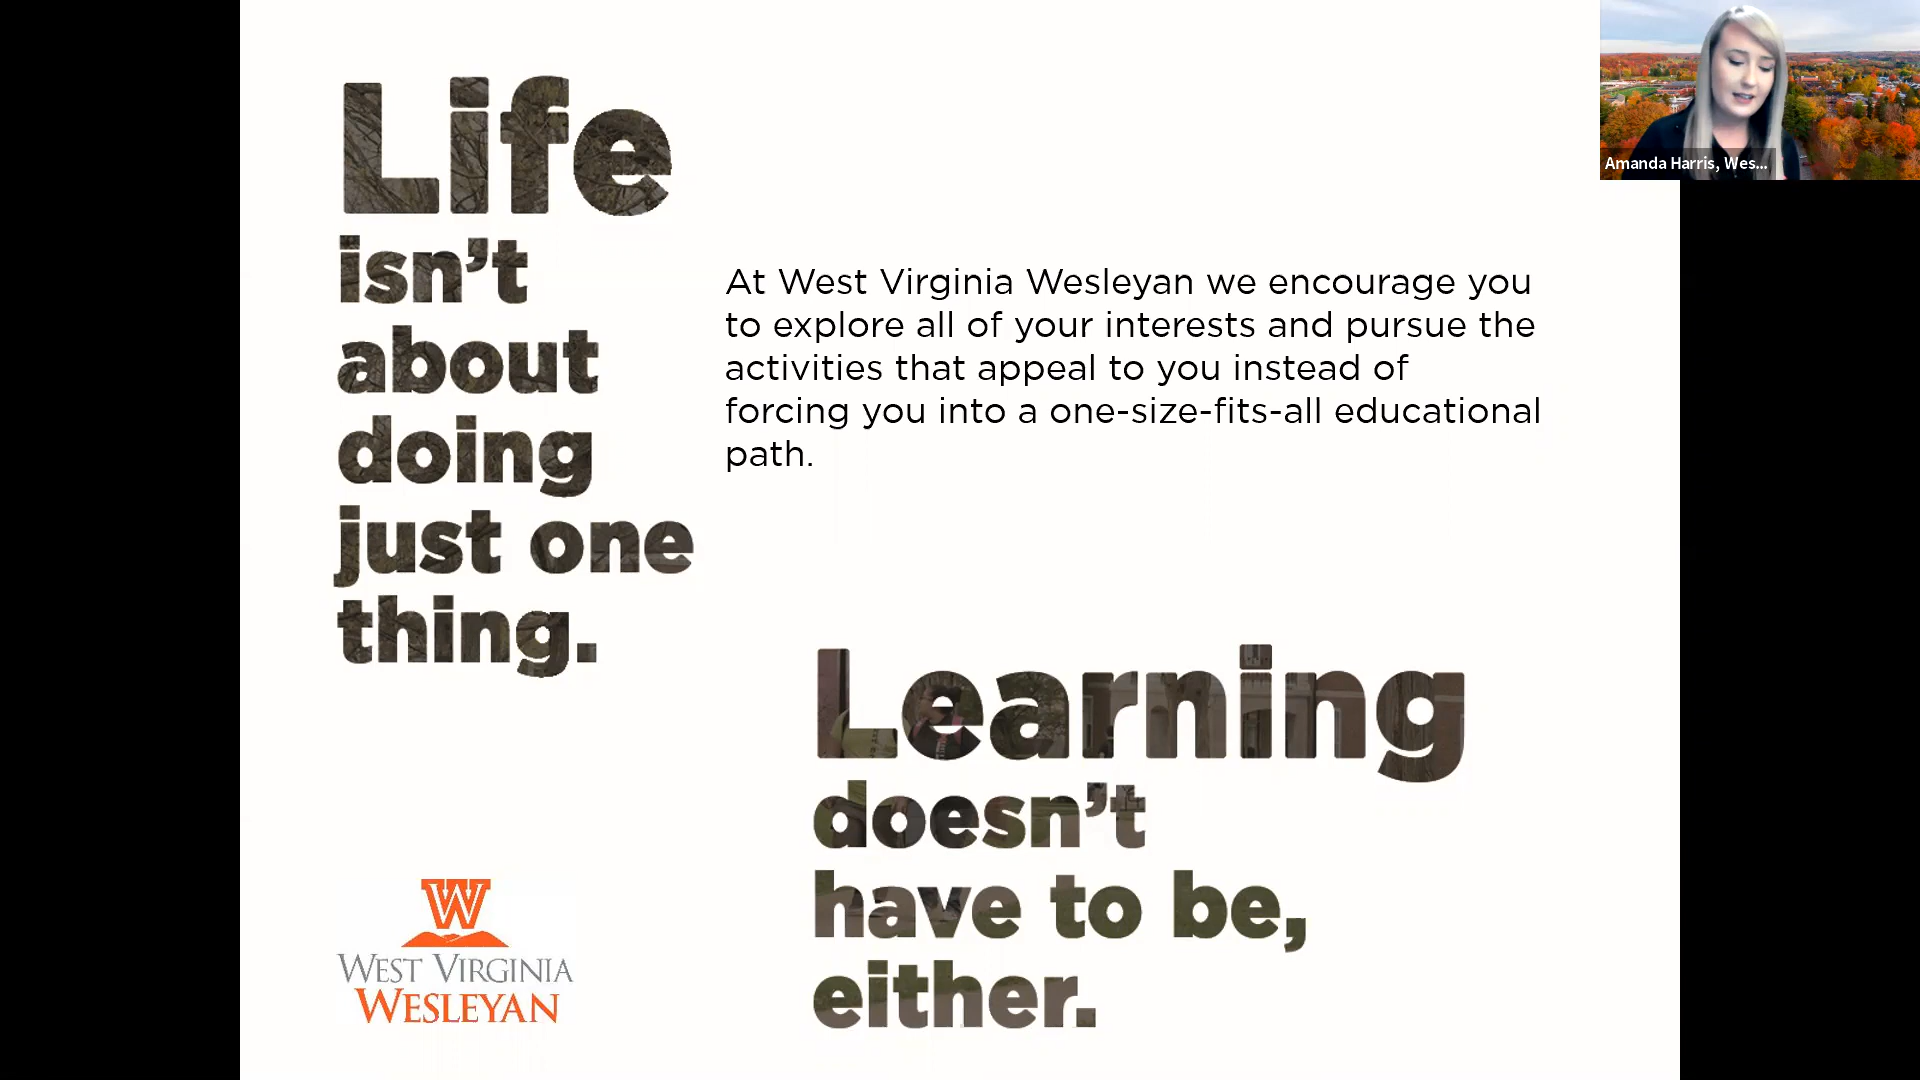 Life
isn’t
about
doing
just one
thing.
At West Virginia Wesleyan we encourage you
to explore all of your interests and pursue the
activities that appeal to you instead of
forcing you into a one-size-fits-all educational
path.
Learning
doesn’t
have to be,
either.
W
WEST VIRGINIA
WESLEYAN
Amanda Harris, Wes...